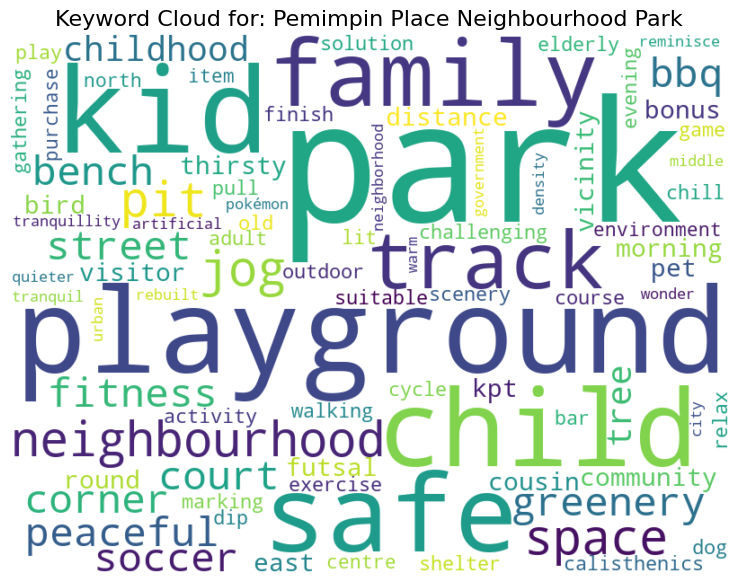 Keyword Cloud for: Pemimpin Place Neighbourhood Park
play
childhood
solution
family
elderly
reminisce
gathering
purchase
north
item
kid
park
evening
bbq
finish
distance
bonus
game
bench
thirsty
neighborhood
government
density
vicinity
middle
chill
bird
pit
pull
pokémon
tranquillity
artificial
old
challenging
environment
street
adult
lit
warm
track
morning
quieter
visitor
jog
outdoor
pet
tranquil
urban
rebuilt
suitable
scenery
course
wonder
playground
fitness
cycle
kpt
tree
activity
walking
child
bar
city
relax
neighbourhood
round
court
futsal
exercise
cousin
community
corner
marking
safe
greenery
peaceful
dip
space
soccer
east
centre
shelter
calisthenics
dog